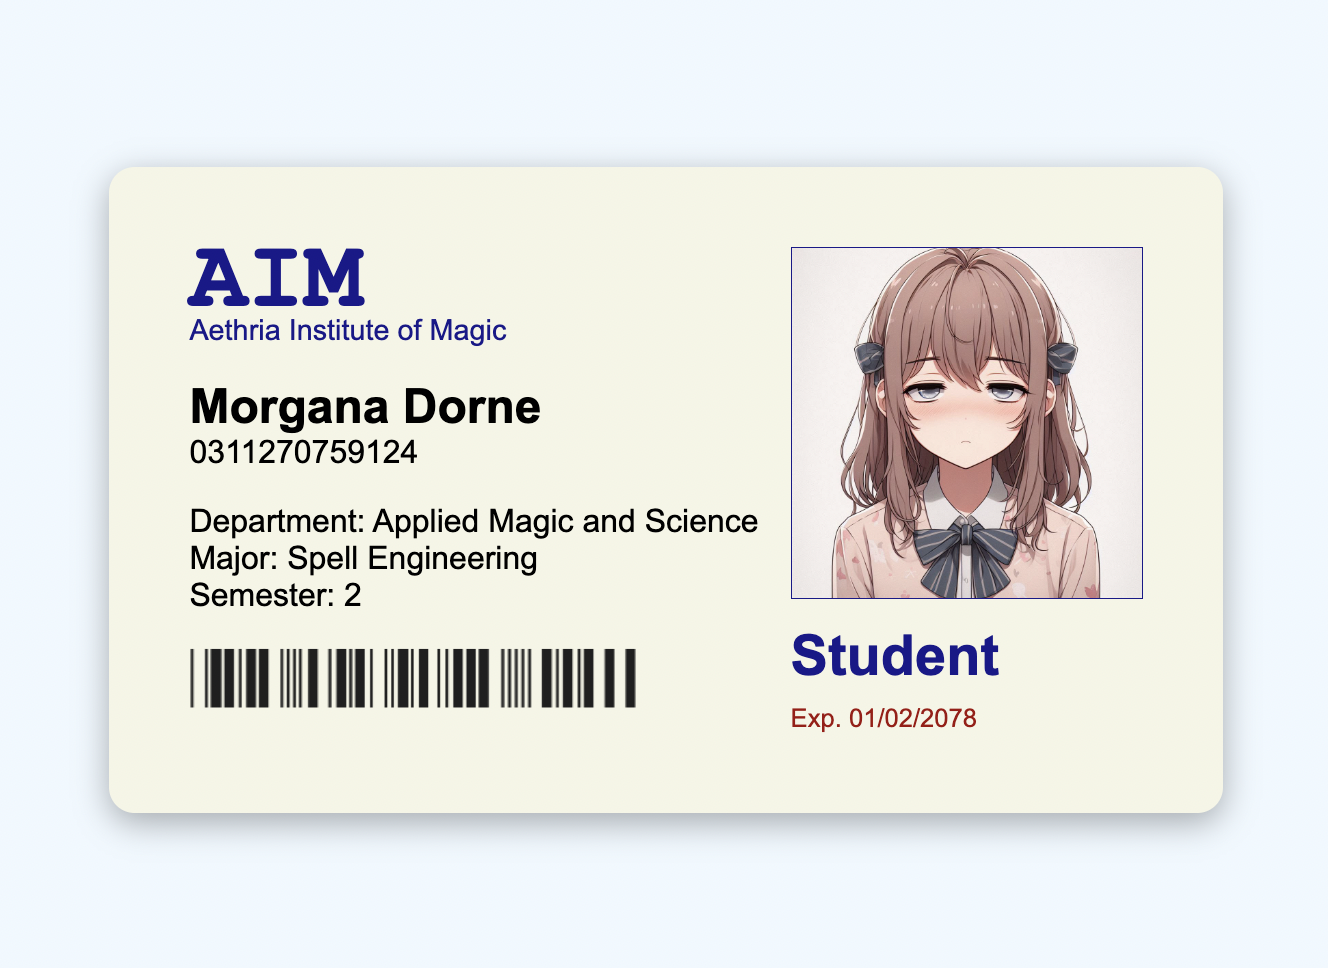 AIM
Aethria Institute of Magic
Morgana Dorne
0311270759124
Department: Applied Magic and Science
Major: Spell Engineering
Semester: 2
Student
Exp. 01/02/2078